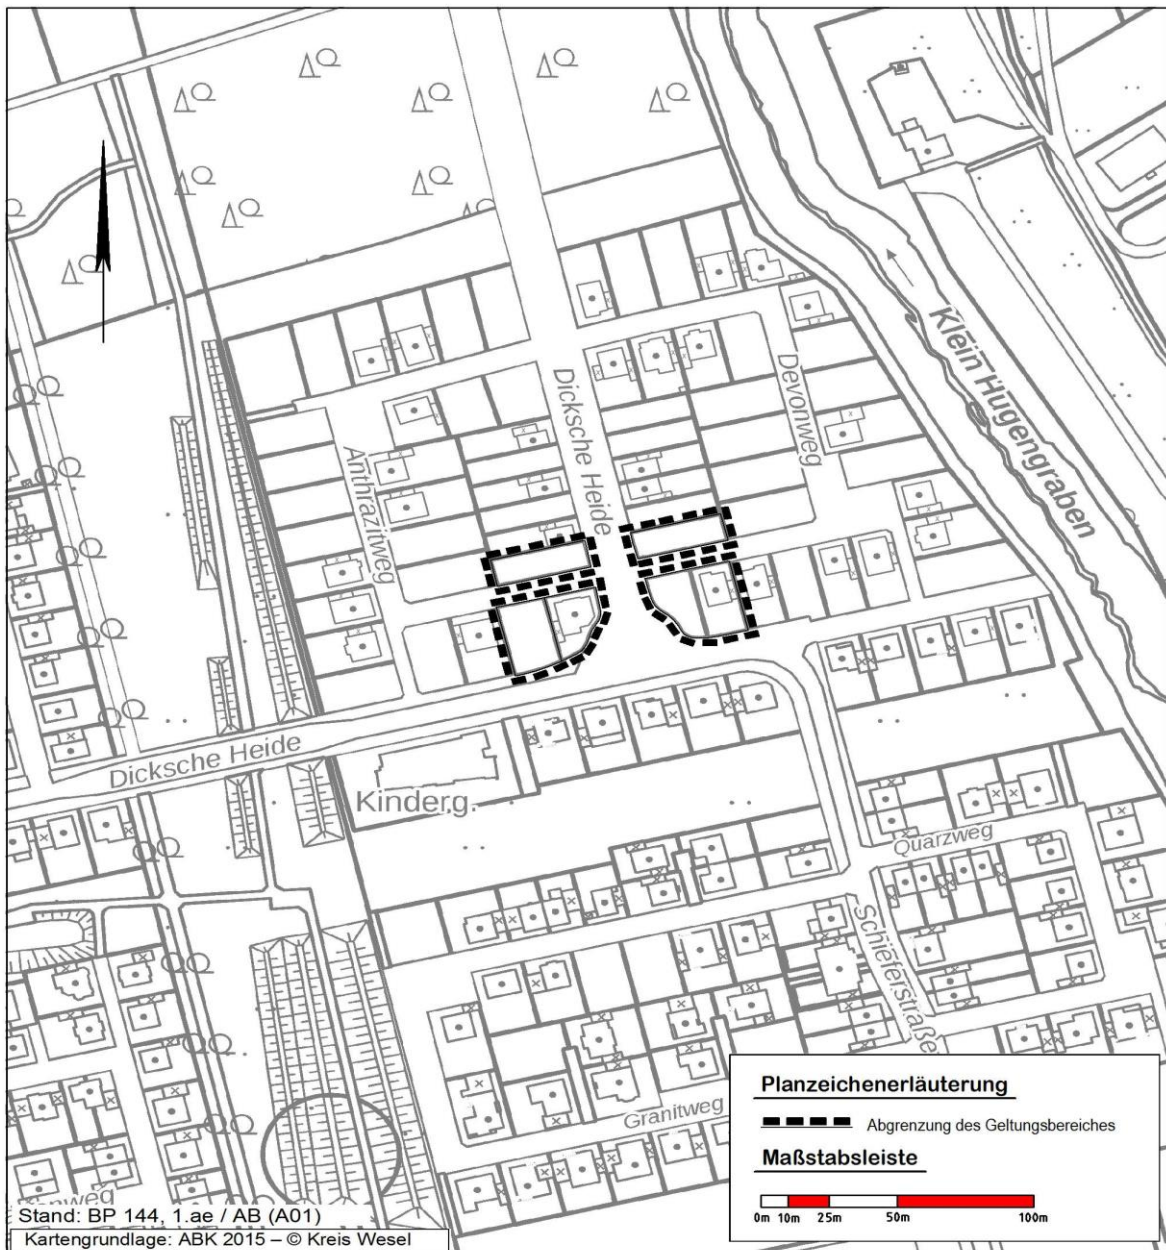 Klein Hugengraben
Devonweg
Dicksche Heide
Anthrazitweg
Dicksche Heide
Kinderg.
Quarzweg
Schieferstraße
Granitweg
Planzeichenerläuterung
Abgrenzung des Geltungsbereiches
Maßstabsleiste
0m 10m 25m 50m 100m
Stand: BP 144, 1.ae / AB (A01)
Kartengrundlage: ABK 2015 – © Kreis Wesel